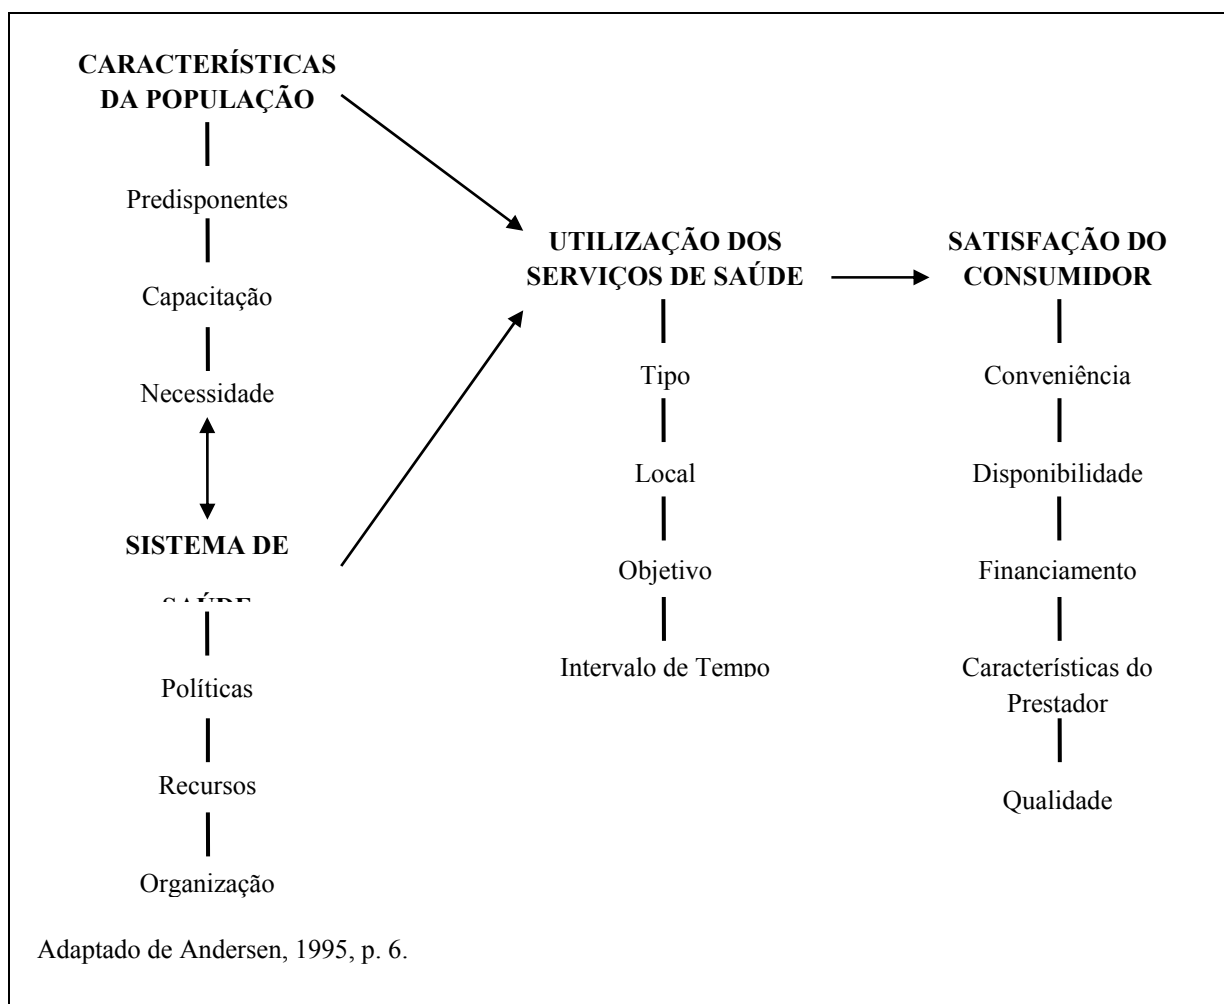 CARACTERÍSTICAS
DA POPULAÇÃO
Predisponentes
Capacitação
Necessidade
SISTEMA DE
SAÚDE
Políticas
Recursos
Organização
UTILIZAÇÃO DOS
SERVIÇOS DE SAÚDE
Tipo
Local
Objetivo
Intervalo de Tempo
SATISFAÇÃO DO
CONSUMIDOR
Conveniência
Disponibilidade
Financiamento
Características do
Prestador
Qualidade
Adaptado de Andersen, 1995, p. 6.